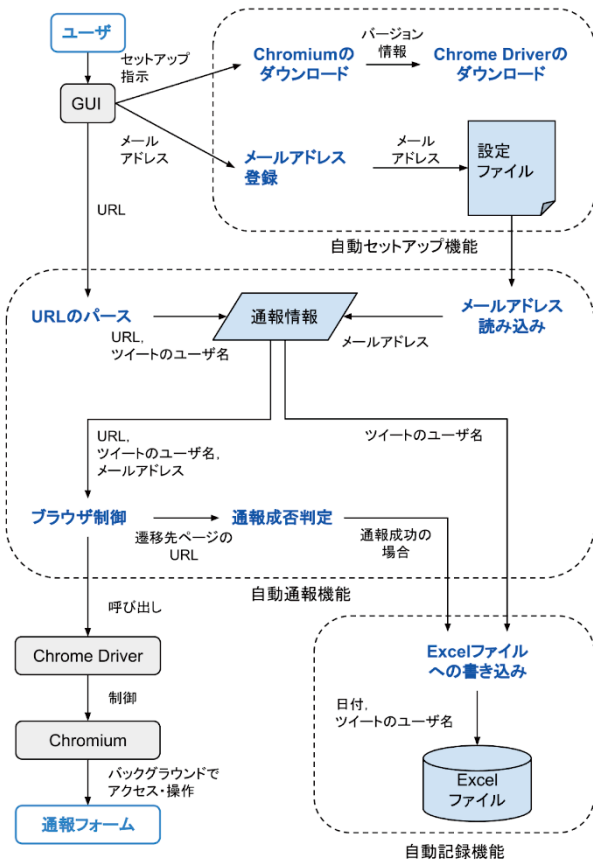 ユーザ
セットアップ
指示
GUI
Chromiumの
ダウンロード
バージョン
情報
Chrome Driverの
ダウンロード
メール
アドレス
メールアドレス
登録
メール
アドレス
設定
ファイル
URL
自動セットアップ機能
URLのパース
URL,
ツイートのユーザ名
通報情報
メールアドレス
メールアドレス
読み込み
URL,
ツイートのユーザ名,
メールアドレス
ツイートのユーザ名
ブラウザ制御
遷移先ページの
URL
通報成否判定
通報成功の
場合
自動通報機能
呼び出し
Chrome Driver
制御
Chromium
バックグラウンドで
アクセス・操作
通報フォーム
Excelファイル
への書き込み
日付,
ツイートのユーザ名
Excel
ファイル
自動記録機能